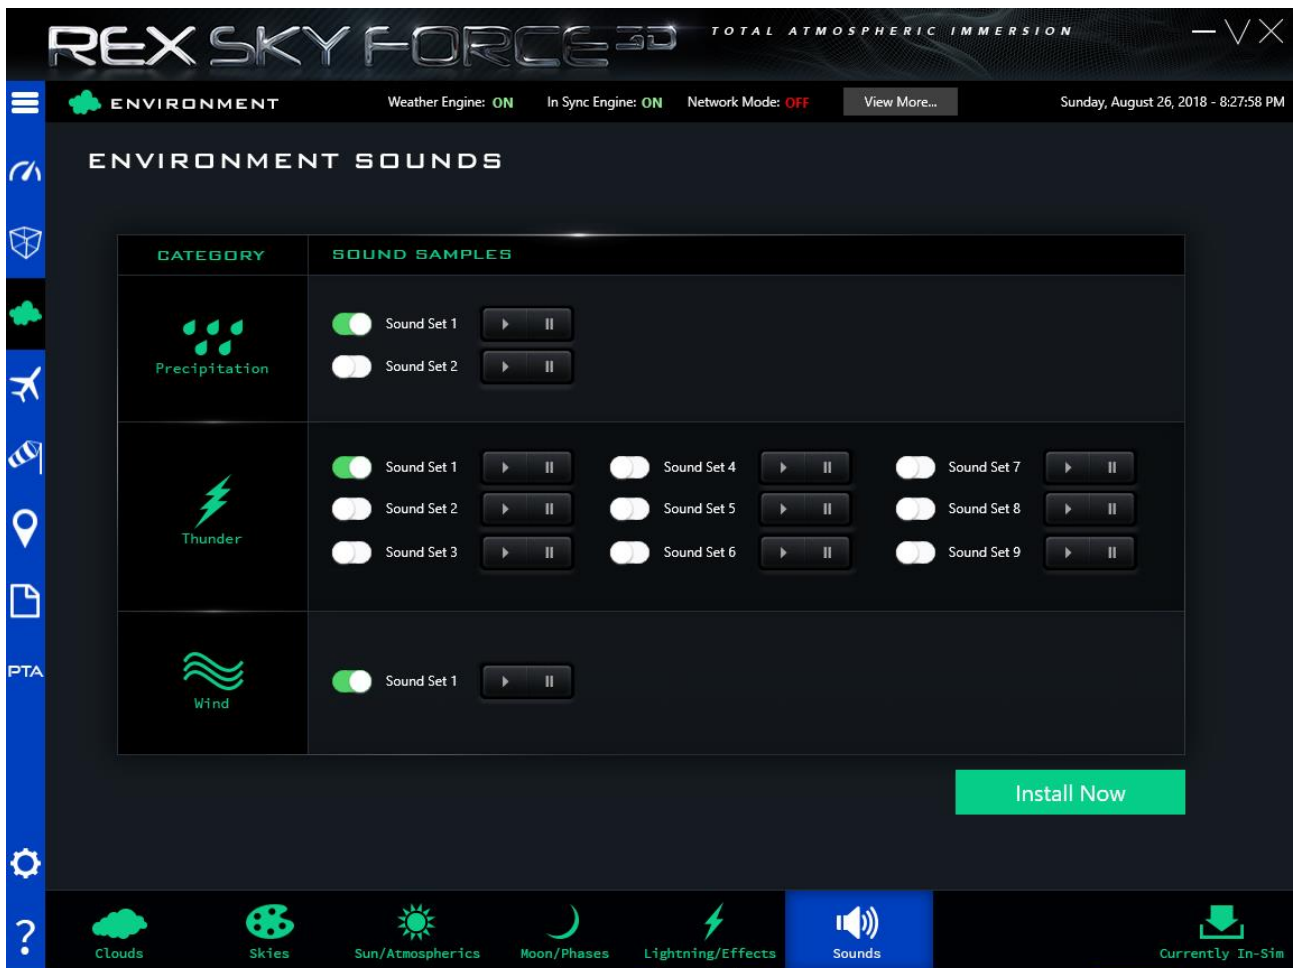 REX SKY FORCE 3D TOTAL ATMOSPHERIC IMMERSION
ENVIRONMENT Weather Engine: ON In Sync Engine: ON Network Mode: OFF View More... Sunday, August 26, 2018 - 8:27:58 PM
ENVIRONMENT SOUNDS
CATEGORY SOUND SAMPLES
Sound Set 1
Sound Set 2
Precipitation
Sound Set 1 Sound Set 4 Sound Set 7
Sound Set 2 Sound Set 5 Sound Set 8
Thunder
Sound Set 3 Sound Set 6 Sound Set 9
PTA
Sound Set 1
Wind
Install Now
?
Clouds Skies Sun/Atmospherics Moon/Phases Lightning/Effects Sounds Currently In-Sim